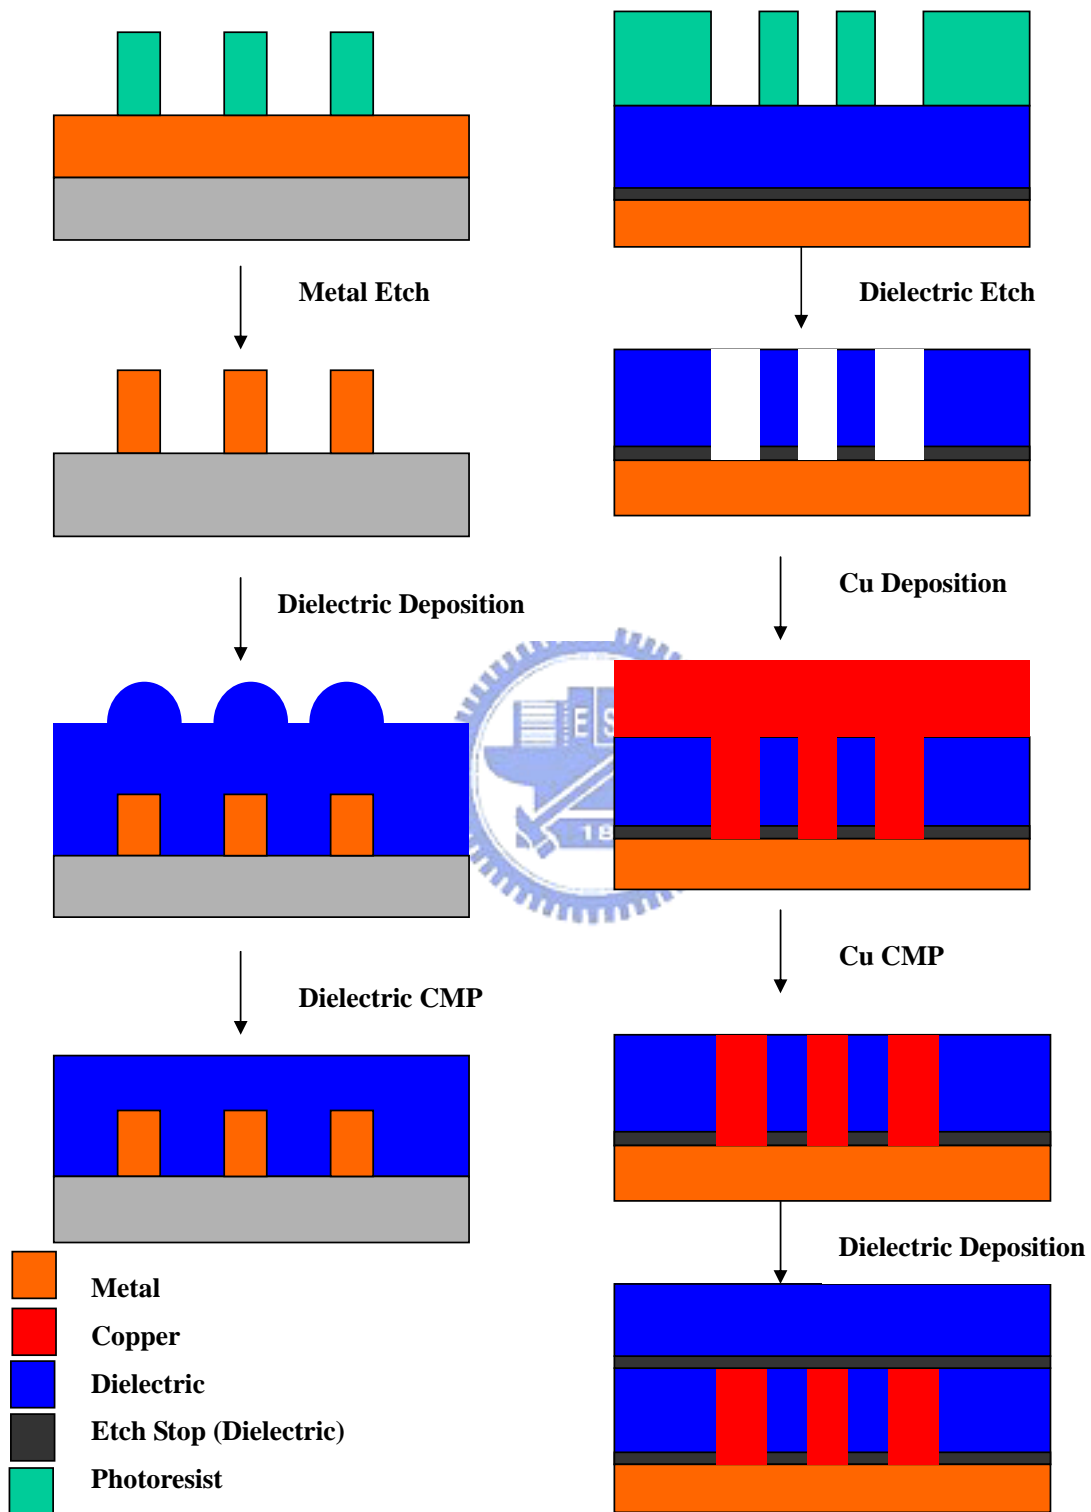 Metal Etch
Dielectric Deposition
Dielectric CMP
Dielectric Etch
Cu Deposition
E S
18
Cu CMP
Dielectric Deposition
Metal
Copper
Dielectric
Etch Stop (Dielectric)
Photoresist